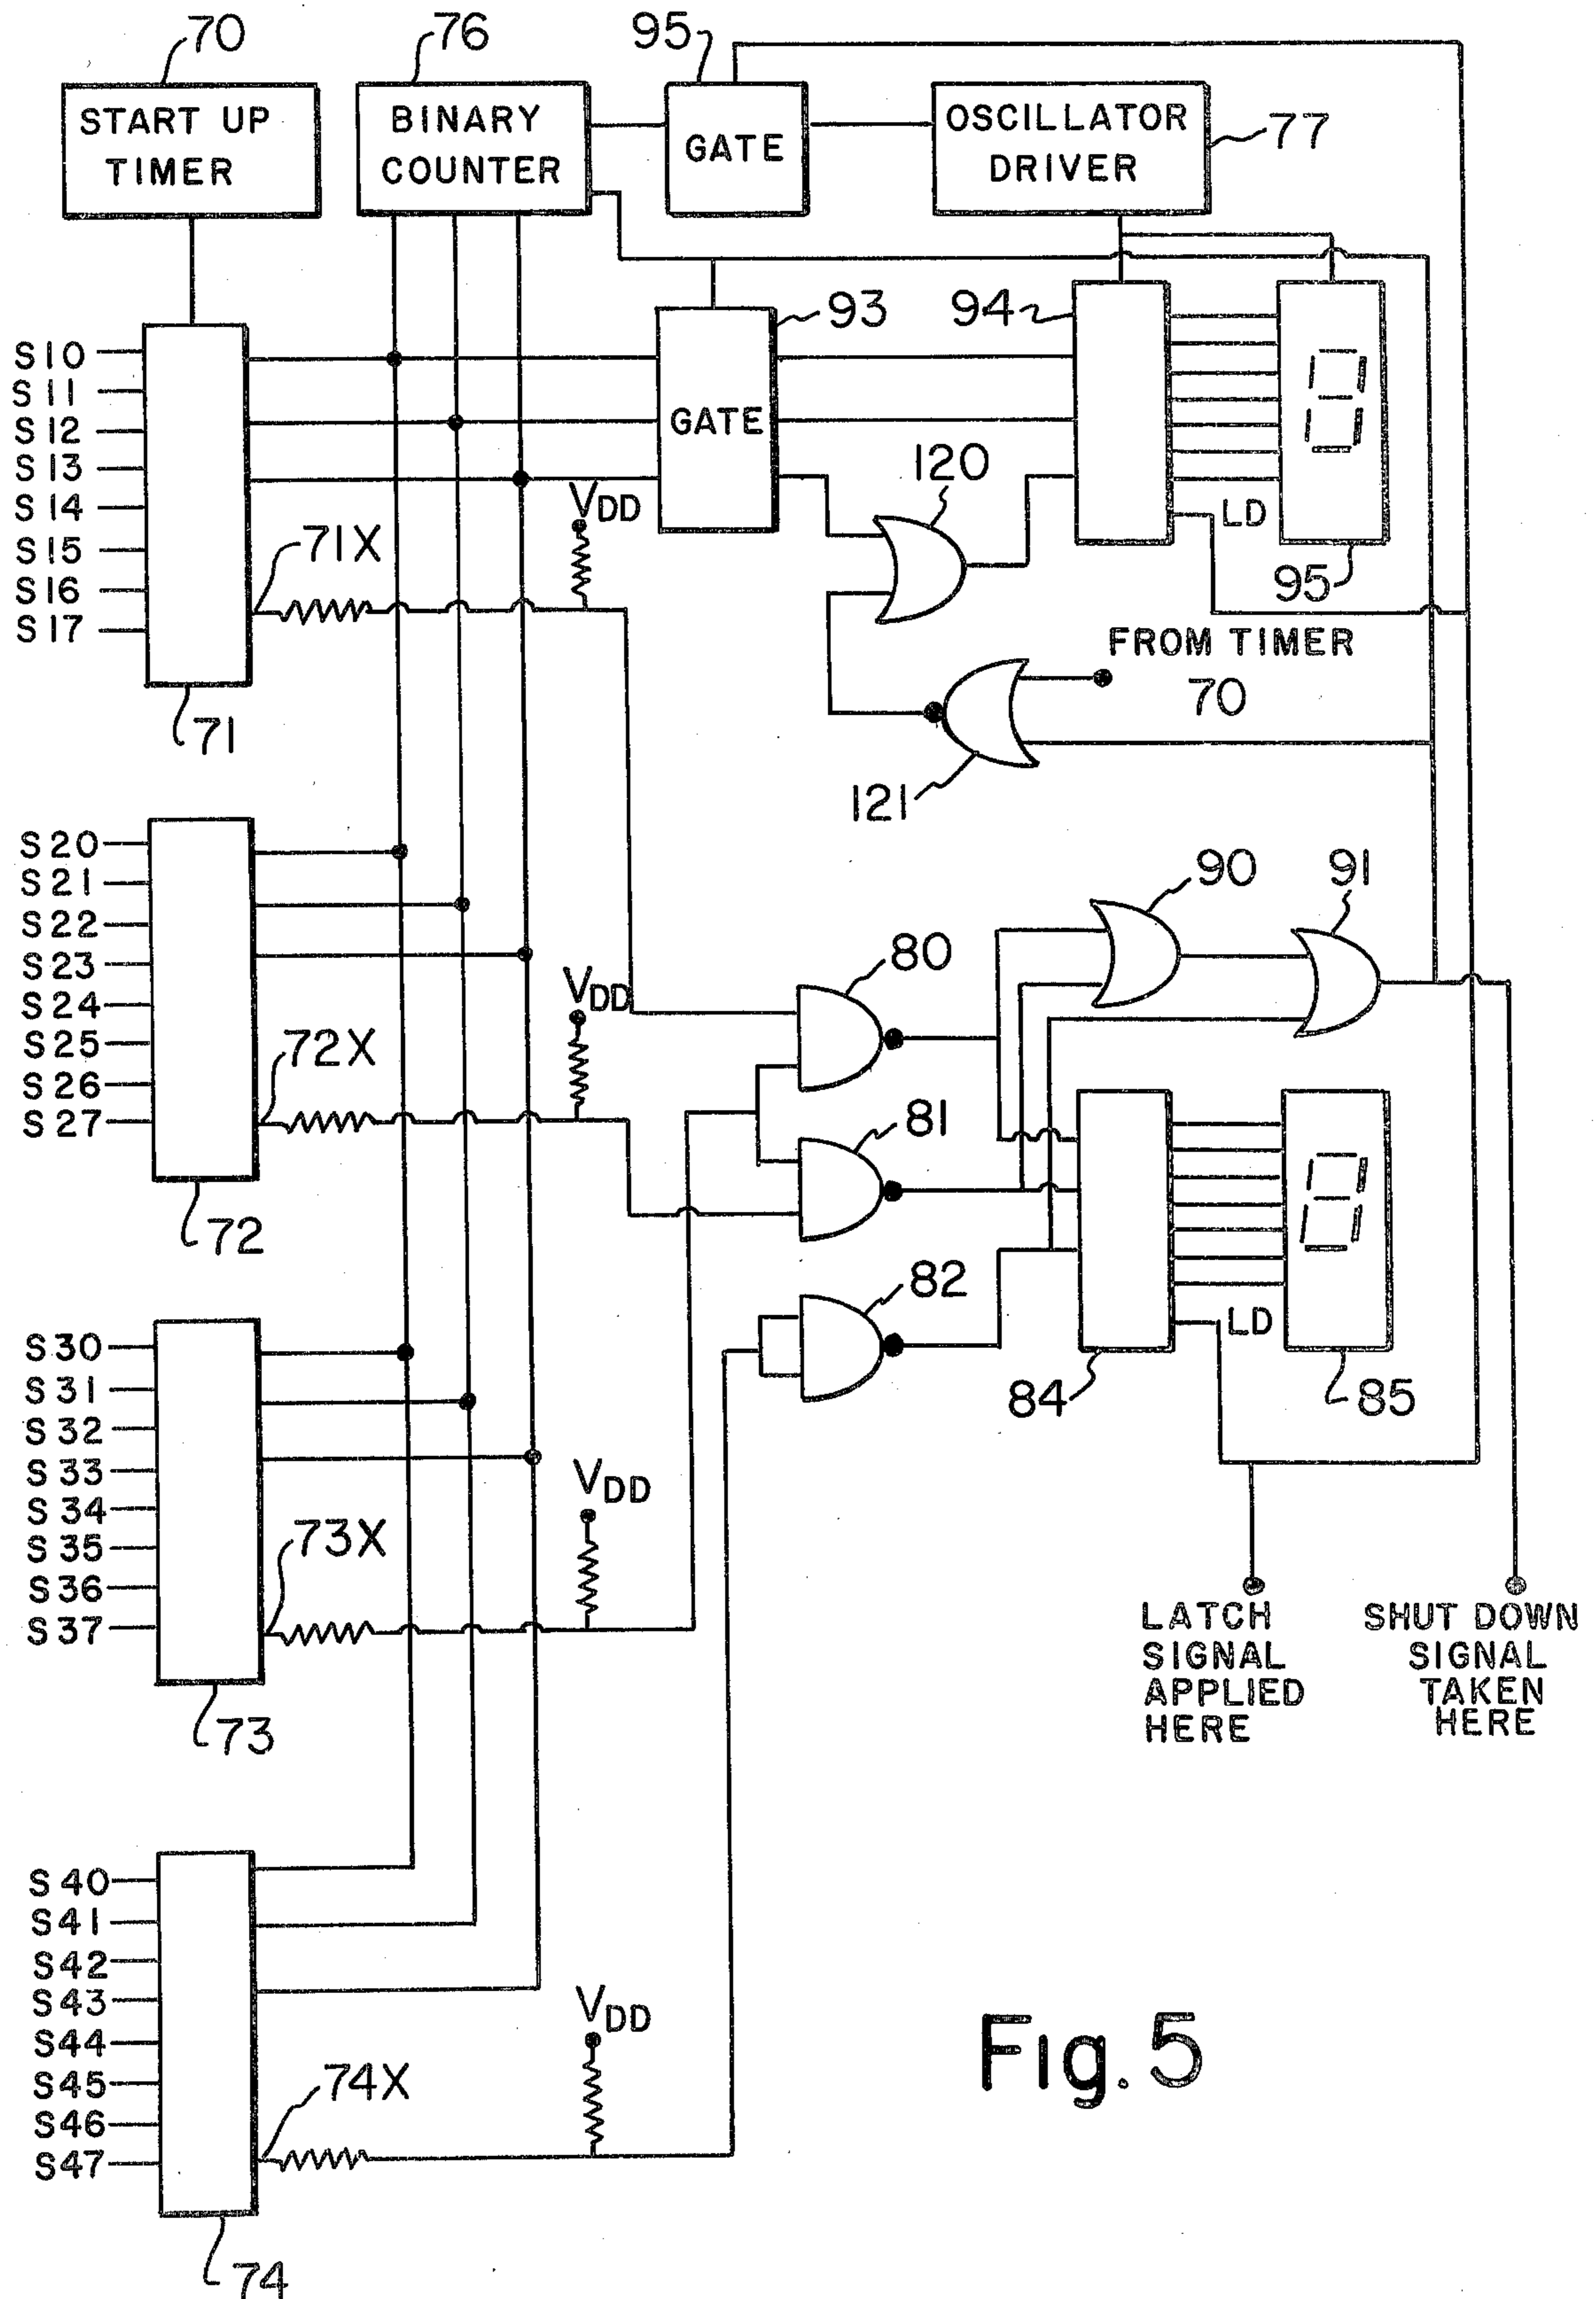 70
76
95
START UP
TIMER
BINARY
COUNTER
GATE
OSCILLATOR
DRIVER
77
93
94
S10
S11
S12
S13
S14
S15
S16
S17
GATE
120
VDD
71X
LD
95
FROM TIMER
70
71
121
S20
S21
S22
S23
S24
S25
S26
S27
90
91
80
VDD
72X
81
72
82
LD
84
85
S30
S31
S32
S33
S34
S35
S36
S37
VDD
73X
73
LATCH
SIGNAL
APPLIED
HERE
SHUT DOWN
SIGNAL
TAKEN
HERE
S40
S41
S42
S43
S44
S45
S46
S47
VDD
74X
74
Fig. 5